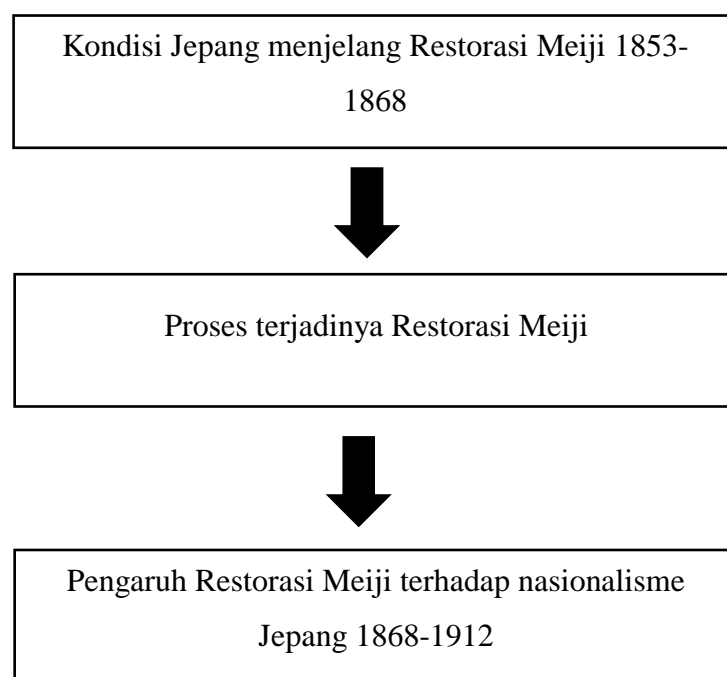 Kondisi Jepang menjelang Restorasi Meiji 1853-
1868
Proses terjadinya Restorasi Meiji
Pengaruh Restorasi Meiji terhadap nasionalisme
Jepang 1868-1912